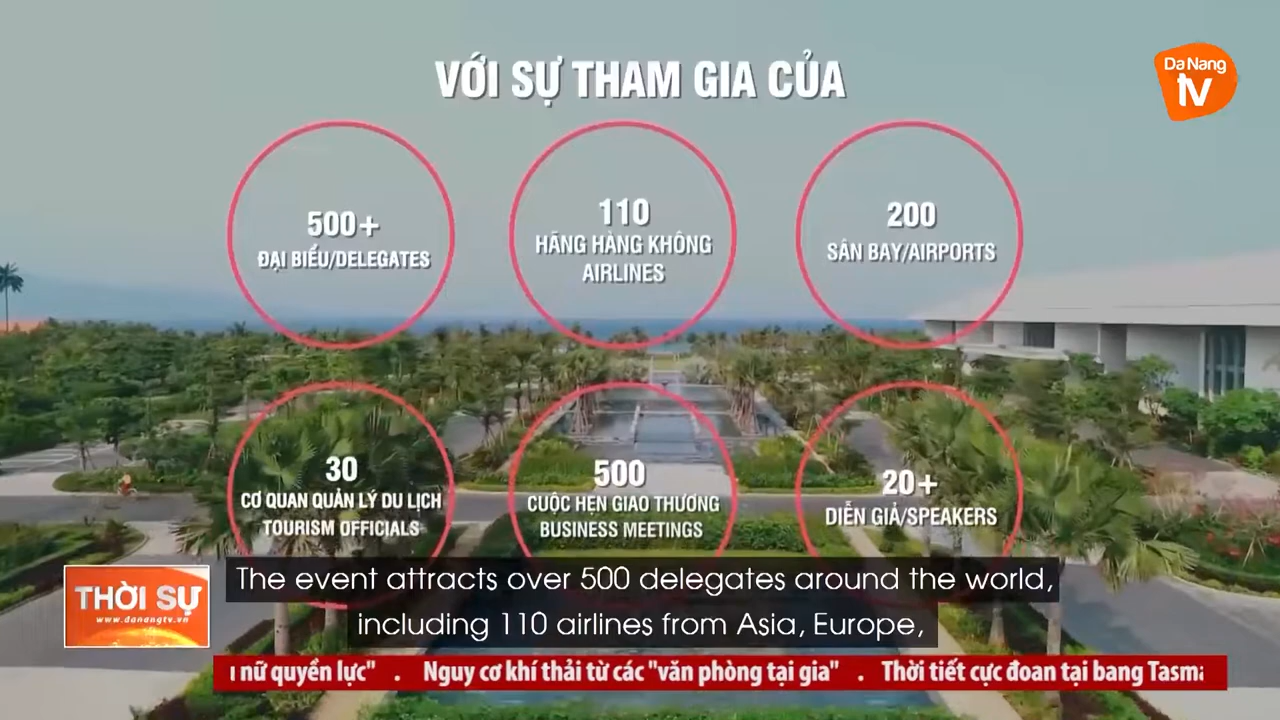 VỚI SỰ THAM GIA CỦA
Da Nang
tv
500+
ĐẠI BIỂU/DELEGATES
110
HÃNG HÀNG KHÔNG
AIRLINES
200
SÂN BAY/AIRPORTS
30
CƠ QUAN QUẢN LÝ DU LỊCH
TOURISM OFFICIALS
500
CUỘC HẸN GIAO THƯƠNG
BUSINESS MEETINGS
20+
DIỄN GIẢ/SPEAKERS
The event attracts over 500 delegates around the world,
including 110 airlines from Asia, Europe,
THỜI SỰ
www.danangtv.vn
nữ quyền lực" . Nguy cơ khí thải từ các "văn phòng tại gia" . Thời tiết cực đoan tại bang